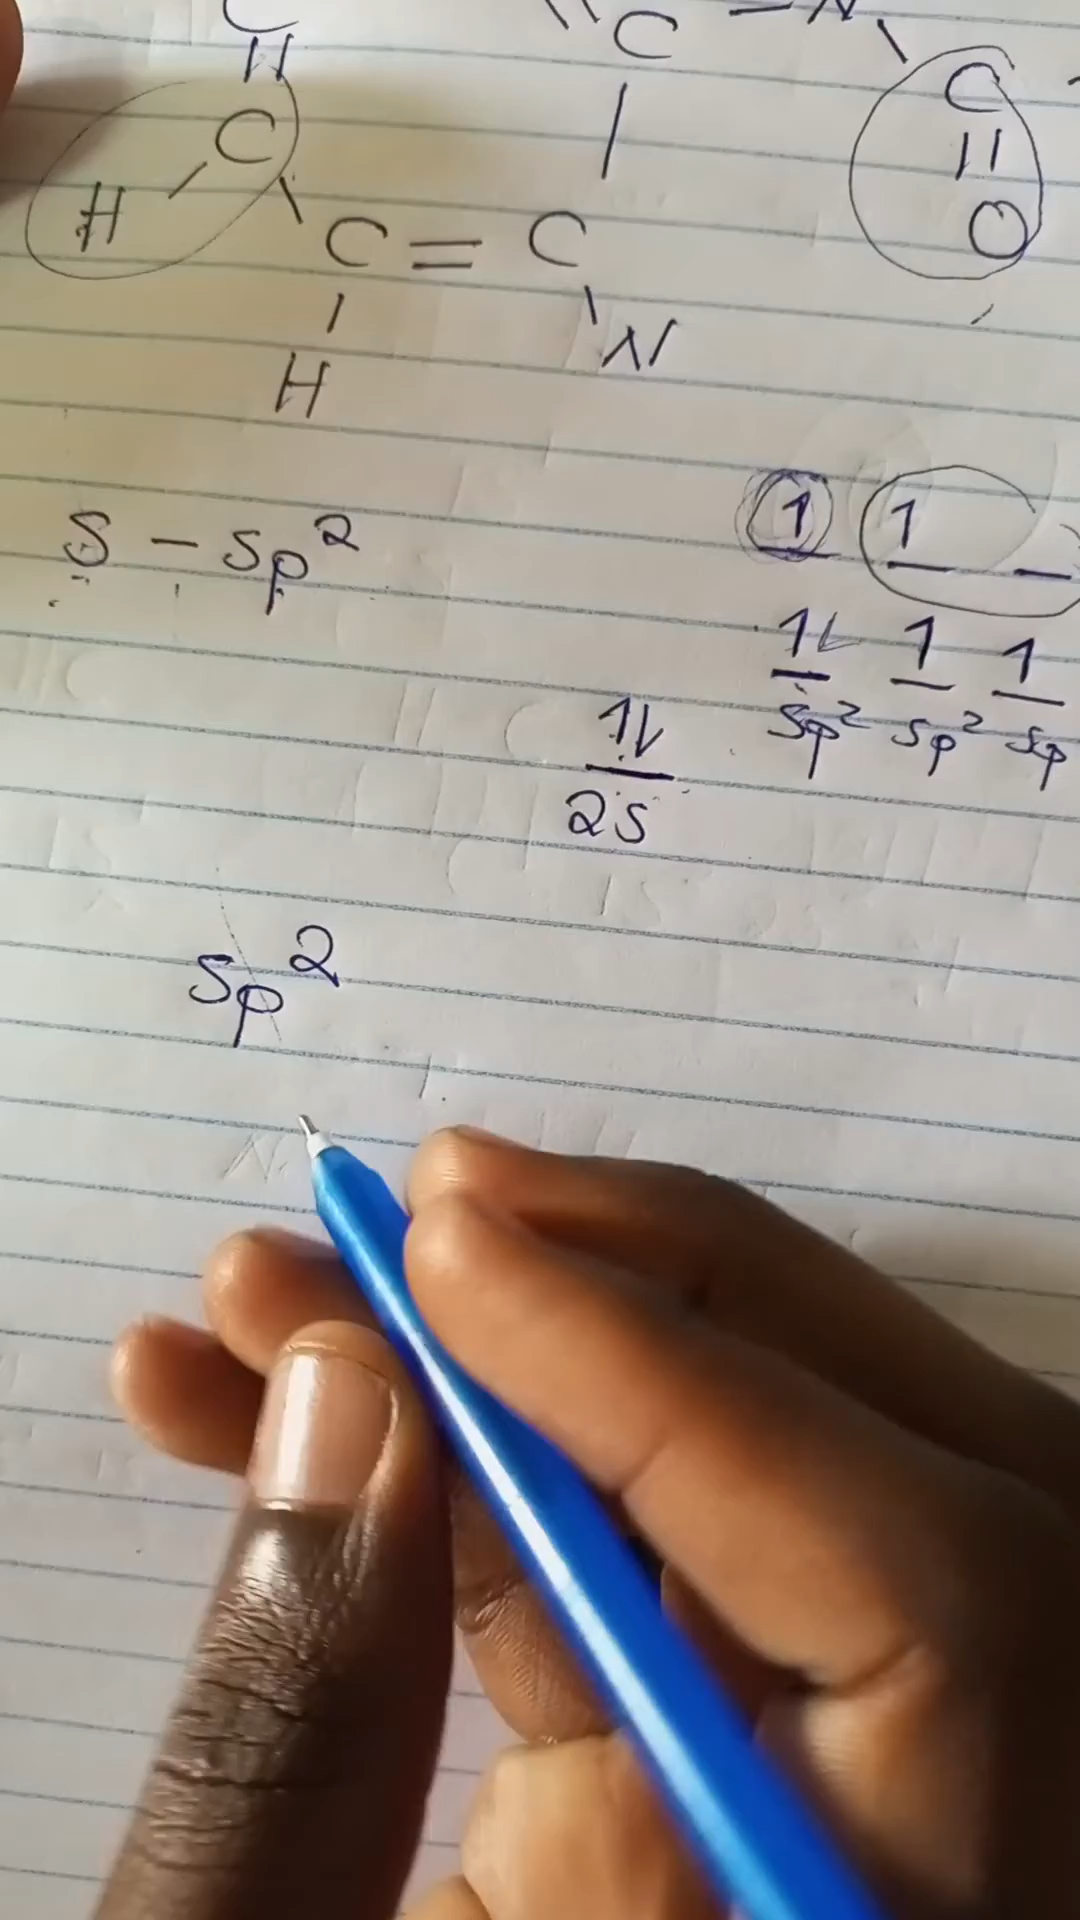 C = N
H C C
C ||
H C = C O
H N
S - Sp²
1 1
1↓ 1 1
Sp² Sp² Sp
1↓
2S
Sp²